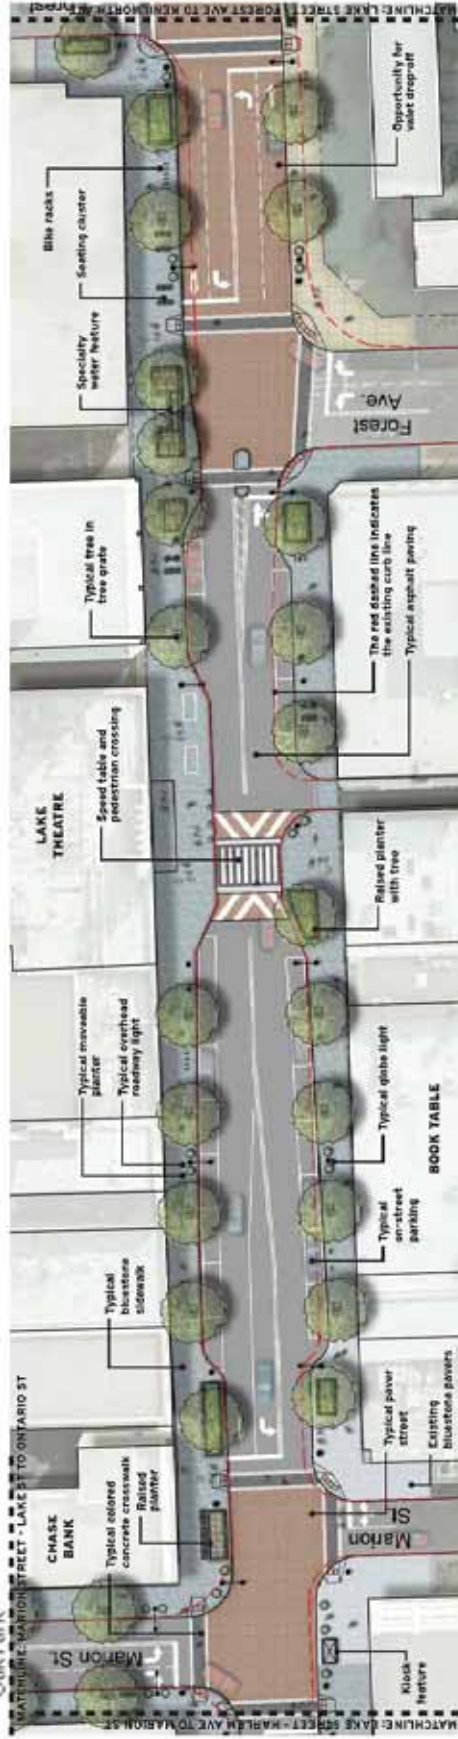 MATCHLINE: MARION STREET - LAKE ST TO ONTARIO ST
MATCHLINE: LAKE STREET - HARLEM AVE TO MARION ST
Marion St.
CHASE
BANK
Typical colored
concrete crosswalk
Raised
planter
Typical
bluestone
sidewalk
Typical moveable
planter
Typical overhead
roadway light
LAKE
THEATRE
Speed table and
pedestrian crossing
Typical tree in
tree grate
Specialty
water feature
Seating cluster
Bike racks
Forest
MATCHLINE: LAKE STREET - FOREST AVE TO KENILWORTH AVE
Kiosk
feature
Marion
St
Existing
bluestone pavers
Typical paver
street
Typical
on-street
parking
Typical globe light
BOOK TABLE
Raised planter
with tree
Typical asphalt paving
The red dashed line indicates
the existing curb line
Forest
Ave.
Opportunity for
valet drop-off